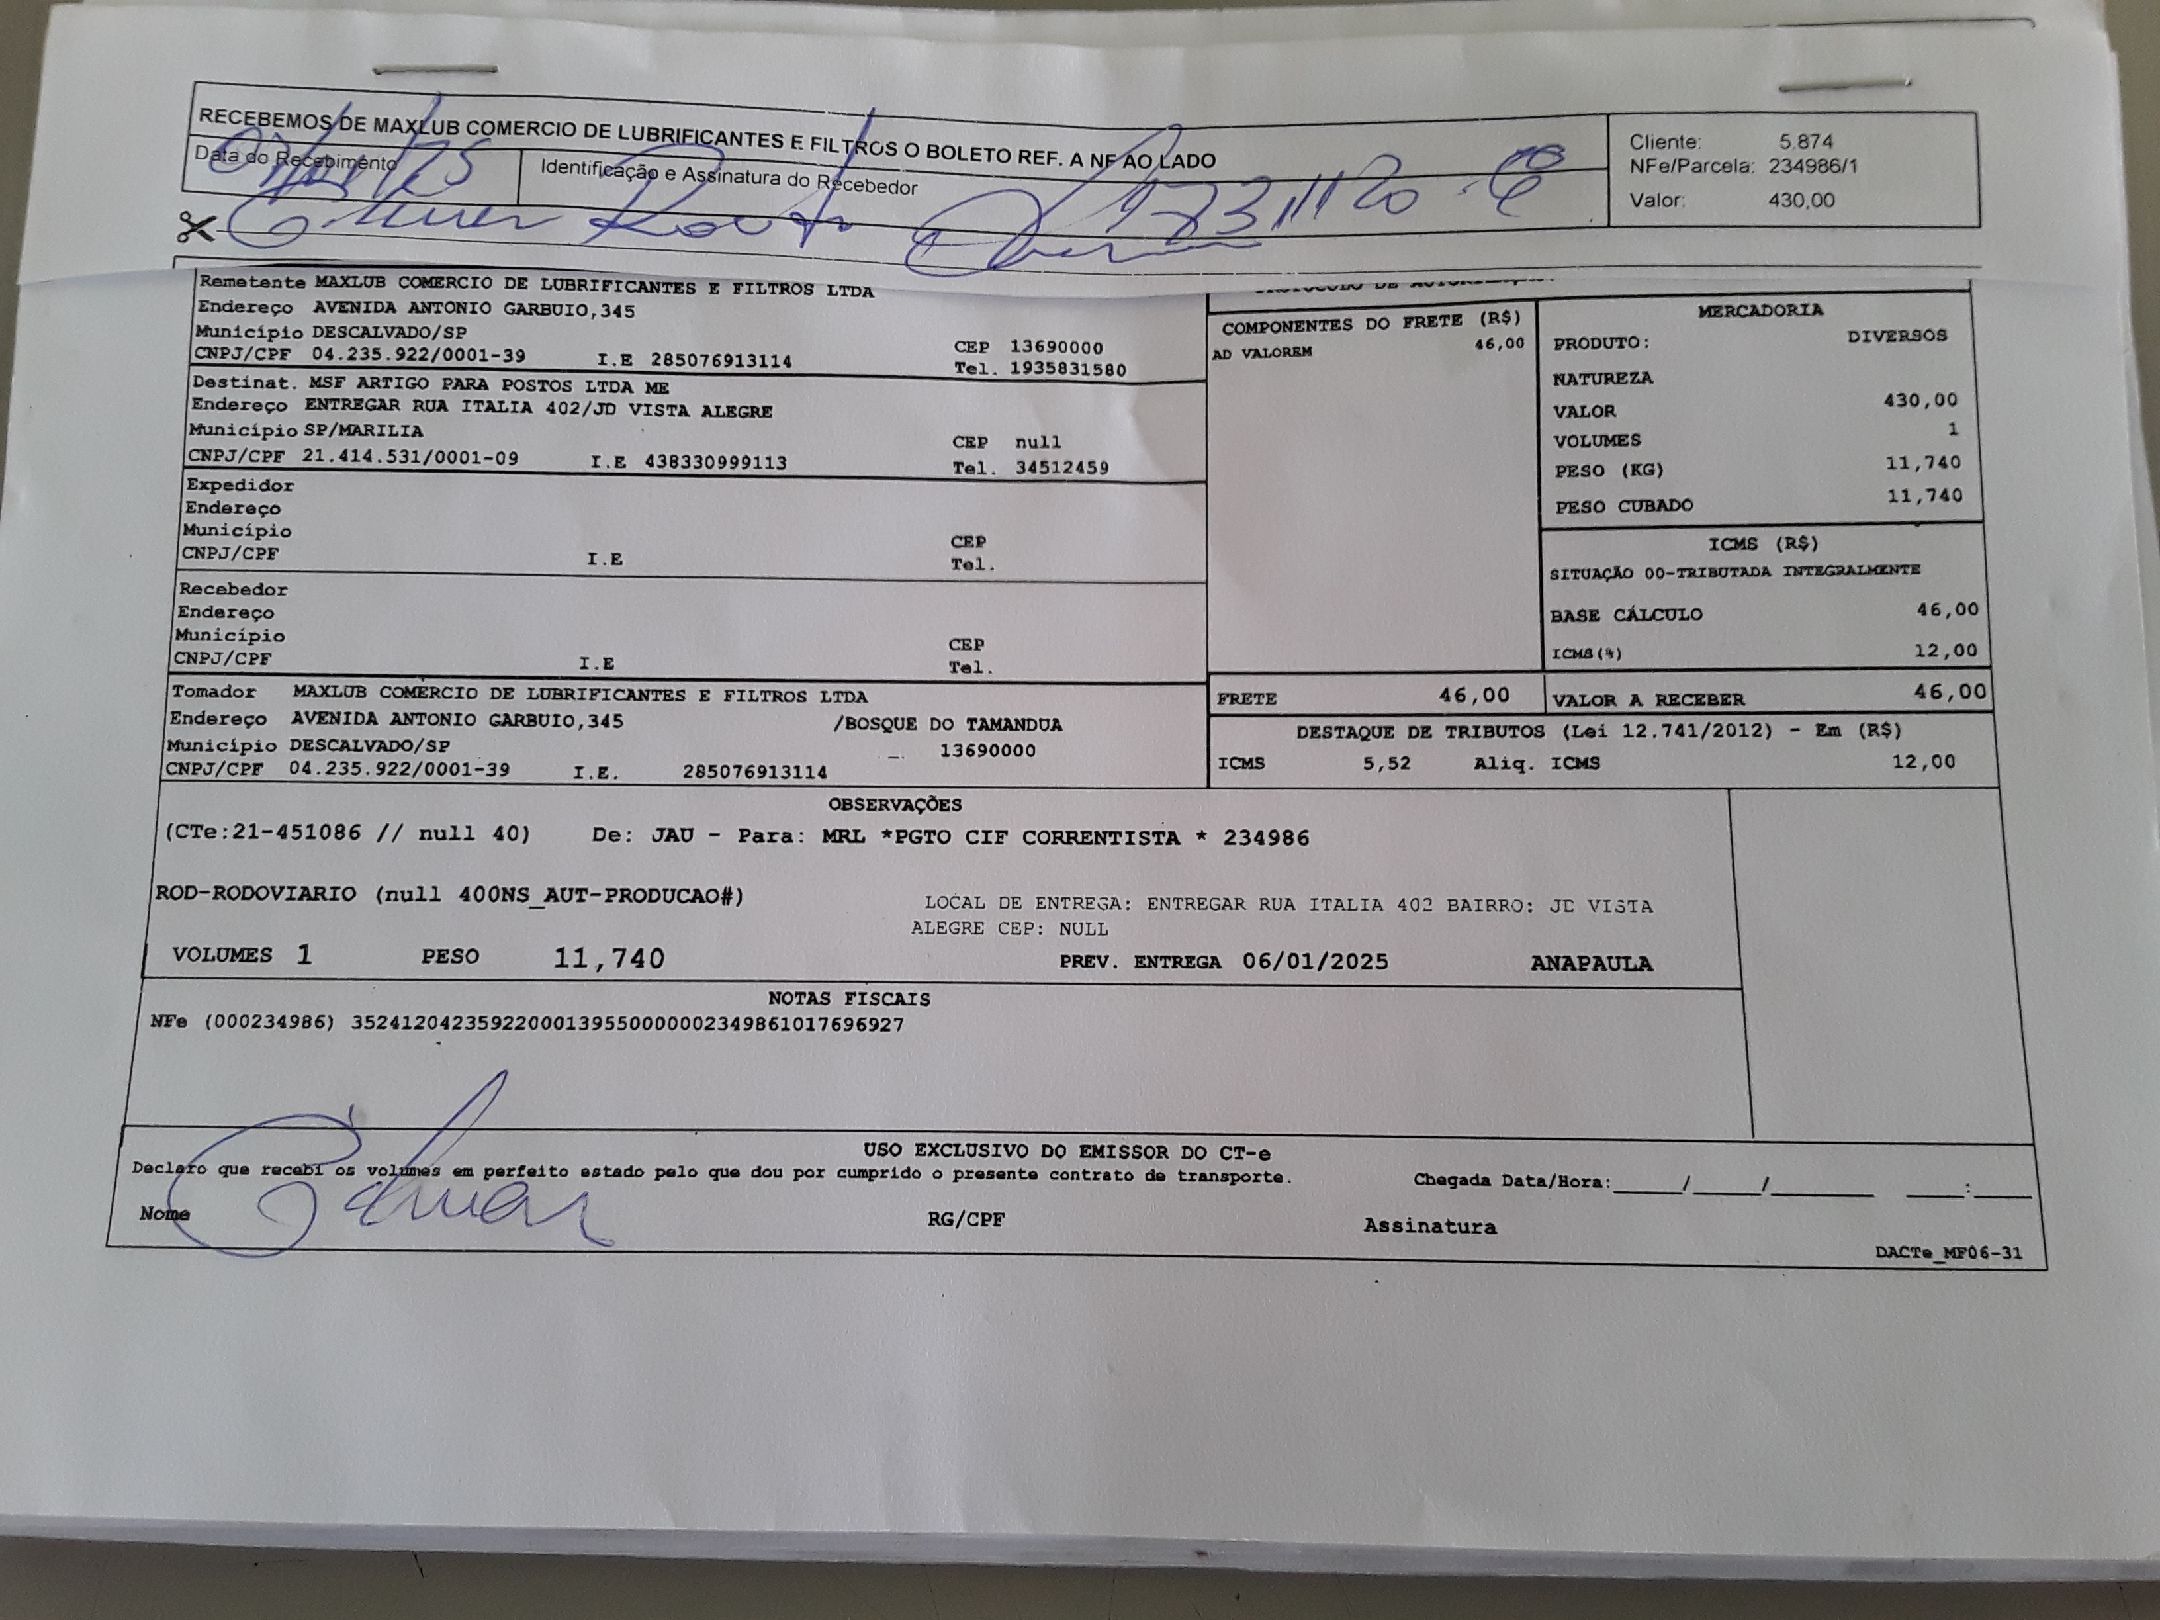 RECEBEMOS DE MAXLUB COMERCIO DE LUBRIFICANTES E FILTROS O BOLETO REF. A NF AO LADO
Data do Recebimento Identificação e Assinatura do Recebedor
Cliente: 5.874
NFe/Parcela: 234986/1
Valor: 430,00
Remetente MAXLUB COMERCIO DE LUBRIFICANTES E FILTROS LTDA
Endereço AVENIDA ANTONIO GARBUIO,345
Município DESCALVADO/SP CEP 13690000
CNPJ/CPF 04.235.922/0001-39 I.E 285076913114 Tel. 1935831580
Destinat. MSF ARTIGO PARA POSTOS LTDA ME
Endereço ENTREGAR RUA ITALIA 402/JD VISTA ALEGRE
Município SP/MARILIA CEP null
CNPJ/CPF 21.414.531/0001-09 I.E 438330999113 Tel. 34512459
Expedidor
Endereço
Município CEP
CNPJ/CPF I.E Tel.
Recebedor
Endereço
Município CEP
CNPJ/CPF I.E Tel.
Tomador MAXLUB COMERCIO DE LUBRIFICANTES E FILTROS LTDA
Endereço AVENIDA ANTONIO GARBUIO,345 /BOSQUE DO TAMANDUA
Município DESCALVADO/SP 13690000
CNPJ/CPF 04.235.922/0001-39 I.E. 285076913114
COMPONENTES DO FRETE (R$)
AD VALOREM 46,00
MERCADORIA
PRODUTO: DIVERSOS
NATUREZA
VALOR 430,00
VOLUMES 1
PESO (KG) 11,740
PESO CUBADO 11,740
ICMS (R$)
SITUAÇÃO 00-TRIBUTADA INTEGRALMENTE
BASE CÁLCULO 46,00
ICMS(%) 12,00
FRETE 46,00 VALOR A RECEBER 46,00
DESTAQUE DE TRIBUTOS (Lei 12.741/2012) - Em (R$)
ICMS 5,52 Aliq. ICMS 12,00
OBSERVAÇÕES
(CTe:21-451086 // null 40) De: JAU - Para: MRL *PGTO CIF CORRENTISTA * 234986
ROD-RODOVIARIO (null 400NS_AUT-PRODUCAO#)
LOCAL DE ENTREGA: ENTREGAR RUA ITALIA 402 BAIRRO: JD VISTA
ALEGRE CEP: NULL
VOLUMES 1 PESO 11,740 PREV. ENTREGA 06/01/2025 ANAPAULA
NOTAS FISCAIS
NFe (000234986) 35241204235922000139550000002349861017696927
USO EXCLUSIVO DO EMISSOR DO CT-e
Declaro que recebi os volumes em perfeito estado pelo que dou por cumprido o presente contrato de transporte.
Chegada Data/Hora:_____/_____/________ ____:____
Nome RG/CPF Assinatura
DACTe_MF06-31